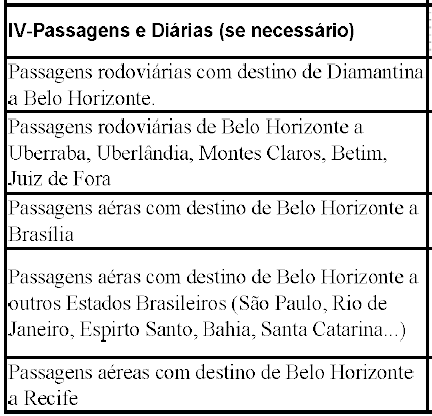 IV-Passagens e Diárias (se necessário)
Passagens rodoviárias com destino de Diamantina
a Belo Horizonte.
Passagens rodoviárias de Belo Horizonte a
Uberraba, Uberlândia, Montes Claros, Betim,
Juiz de Fora
Passagens aéras com destino de Belo Horizonte a
Brasília
Passagens aéras com destino de Belo Horizonte a
outros Estados Brasileiros (São Paulo, Rio de
Janeiro, Espirto Santo, Bahia, Santa Catarina...)
Passagens aéreas com destino de Belo Horizonte
a Recife